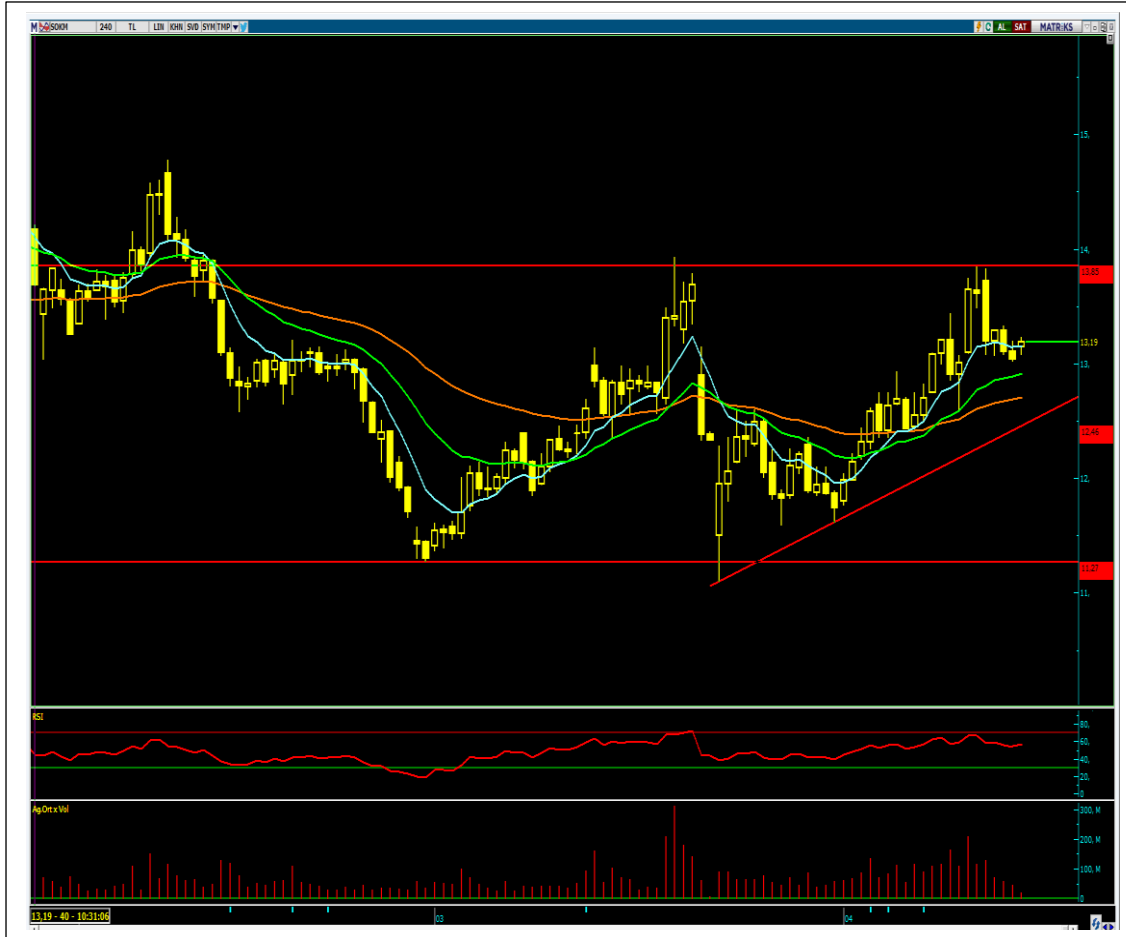 M SOKM 240 TL LIN KHN SVD SYM TMP AL SAT MATRİKS
15,
14,
13,85
13,19
13,
12,46
12,
11,27
11,
RSI
80,
60,
40,
20,
0
Ag.Ort x Vol
300, M
200, M
100, M
0
13,19 - 40 - 10:31:06
03
04